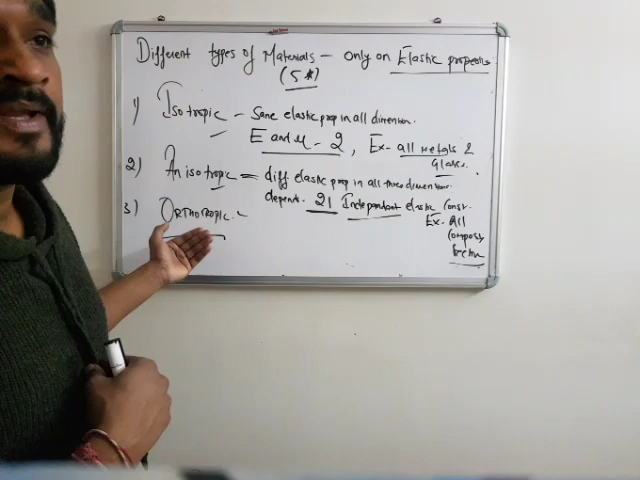 Different types of Materials - only on Elastic properties
(5*)
1) Isotropic - Same elastic prop in all dimension.
E and μ - 2, Ex- all metals &
Glass.
2) Anisotropic = diff elastic prop in all three dimension.
depends. 21 Independent elastic const.
Ex- All
3) ORTHOTROPIC -